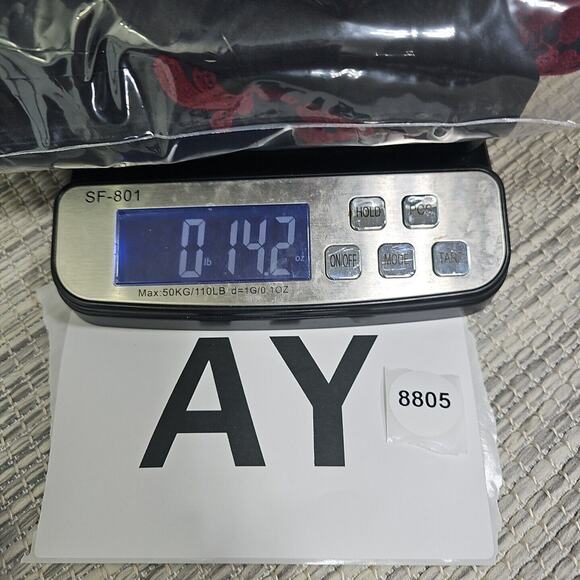 SF-801
HOLD
PCS
0 lb 14.2 oz
ON/OFF
MODE
TARE
Max:50KG/110LB d=1G/0.1OZ
AY
8805